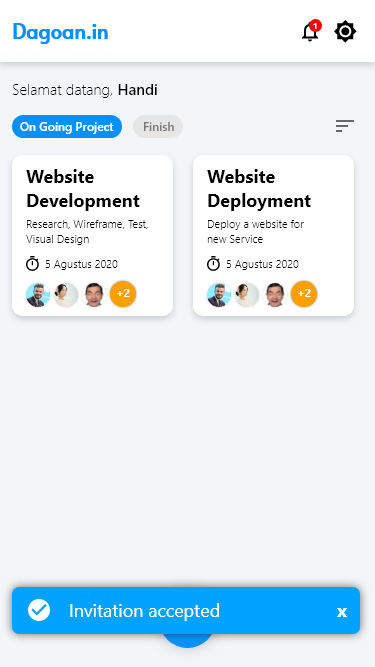 Dagoan.in
1
Selamat datang, Handi
On Going Project
Finish
Website
Development
Research, Wireframe, Test,
Visual Design
5 Agustus 2020
+2
Website
Deployment
Deploy a website for
new Service
5 Agustus 2020
+2
Invitation accepted
x